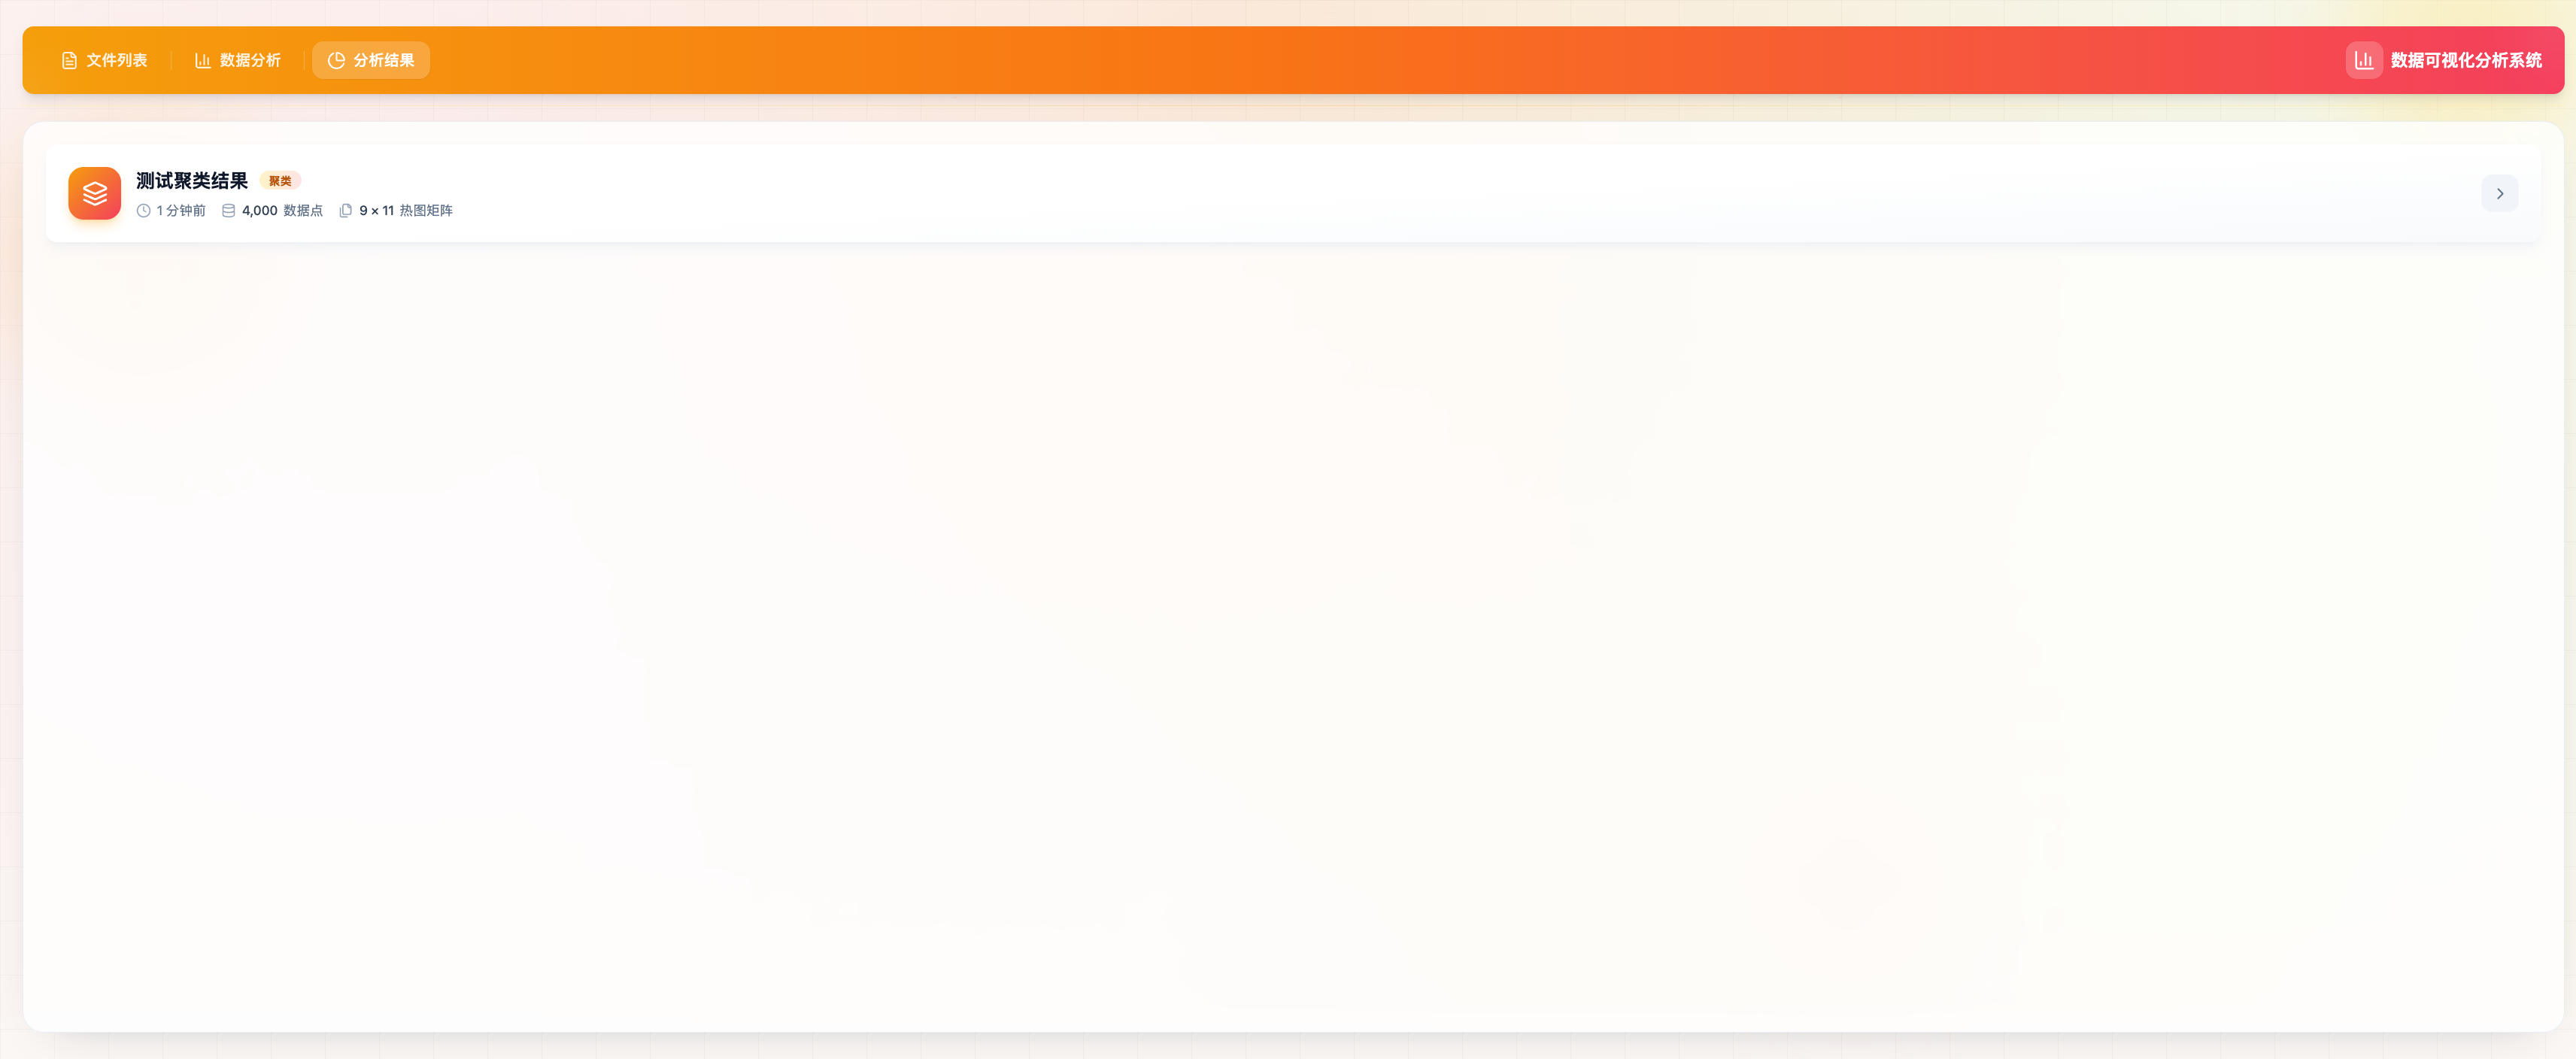 文件列表 数据分析 分析结果 数据可视化分析系统
测试聚类结果 聚类
1 分钟前 4,000 数据点 9 × 11 热图矩阵